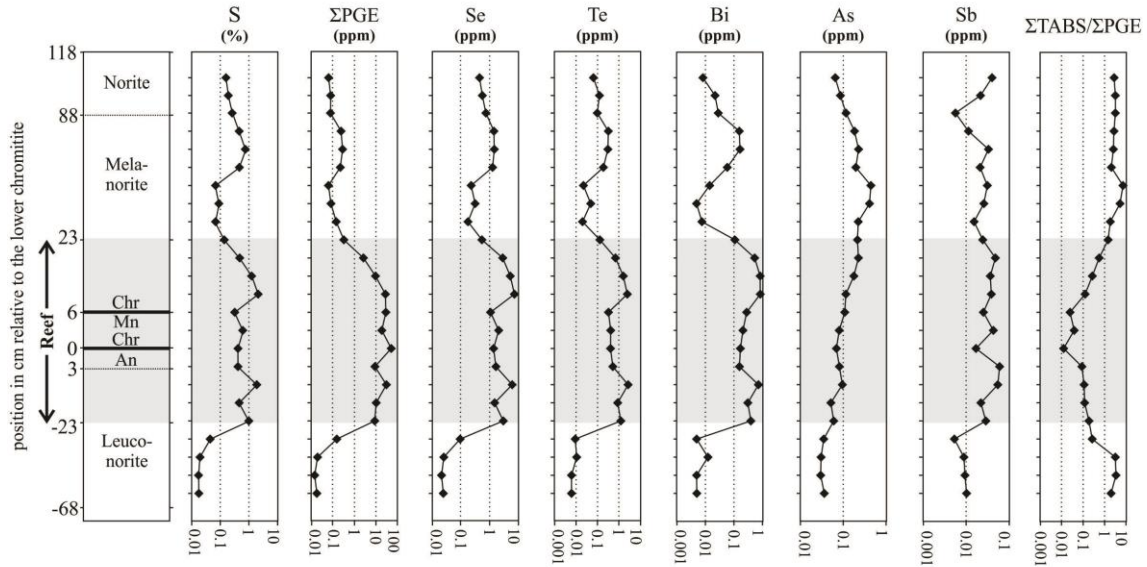 S
(%)
ΣPGE
(ppm)
Se
(ppm)
Te
(ppm)
Bi
(ppm)
As
(ppm)
Sb
(ppm)
ΣTABS/ΣPGE
position in cm relative to the lower chromitite
118
88
23
6
0
3
-23
-68
Reef
Norite
Mela-
norite
Chr
Mn
Chr
An
Leuco-
norite
0.01
0.1
1
10
0.01
0.1
1
10
100
0.01
0.1
1
10
0.01
0.1
1
10
0.001
0.01
0.1
1
0.01
0.1
1
0.001
0.01
0.1
0.01
0.1
1
10